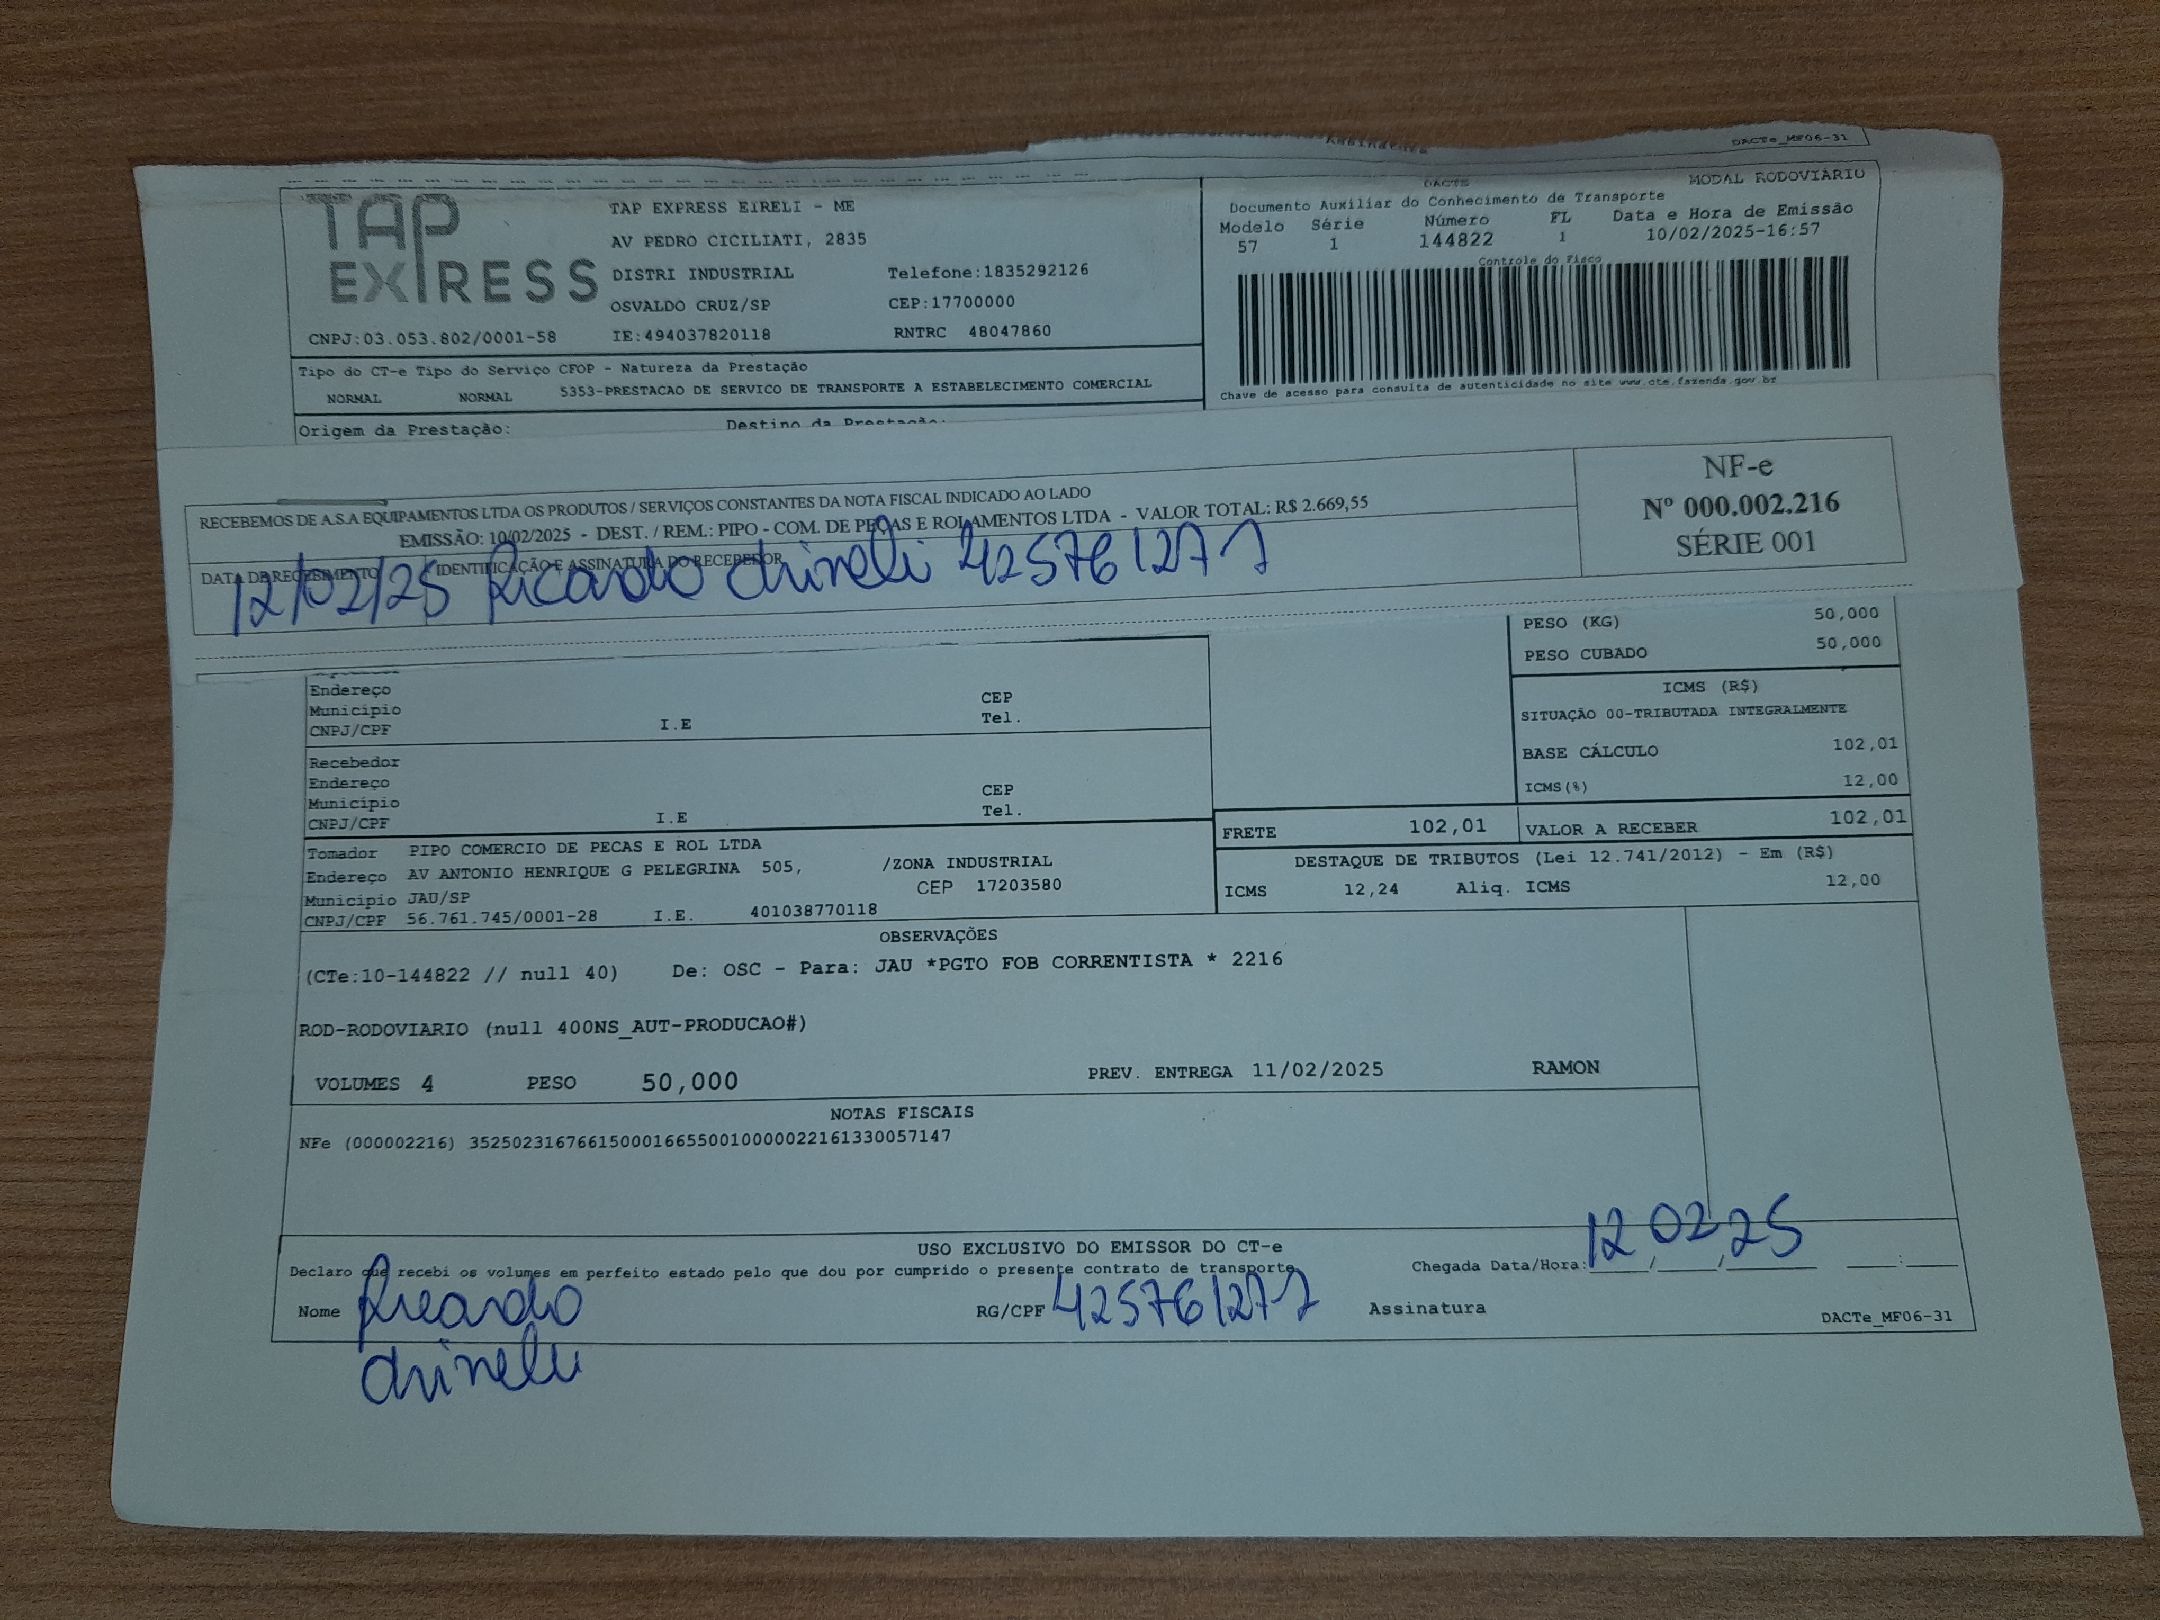 Assinatura
DACTe_MF06-31
TAP
EXPRESS
TAP EXPRESS EIRELI - ME
AV PEDRO CICILIATI, 2835
DISTRI INDUSTRIAL Telefone:1835292126
OSVALDO CRUZ/SP CEP:17700000
CNPJ:03.053.802/0001-58 IE:494037820118 RNTRC 48047860
DACTE MODAL RODOVIÁRIO
Documento Auxiliar do Conhecimento de Transporte
Modelo Série Número FL Data e Hora de Emissão
57 1 144822 1 10/02/2025-16:57
Controle do Fisco
Chave de acesso para consulta de autenticidade no site www.cte.fazenda.gov.br
Tipo do CT-e Tipo do Serviço CFOP - Natureza da Prestação
NORMAL NORMAL 5353-PRESTACAO DE SERVICO DE TRANSPORTE A ESTABELECIMENTO COMERCIAL
Origem da Prestação: Destino da Prestação:
RECEBEMOS DE A.S.A EQUIPAMENTOS LTDA OS PRODUTOS / SERVIÇOS CONSTANTES DA NOTA FISCAL INDICADO AO LADO
EMISSÃO: 10/02/2025 - DEST. / REM.: PIPO - COM. DE PEÇAS E ROLAMENTOS LTDA - VALOR TOTAL: R$ 2.669,55
DATA DE RECEBIMENTO IDENTIFICAÇÃO E ASSINATURA DO RECEBEDOR
12/02/25 Ricardo 425761277
NF-e
Nº 000.002.216
SÉRIE 001
PESO (KG) 50,000
PESO CUBADO 50,000
ICMS (R$)
SITUAÇÃO 00-TRIBUTADA INTEGRALMENTE
BASE CÁLCULO 102,01
ICMS(%) 12,00
Endereço CEP
Município Tel.
CNPJ/CPF I.E
Recebedor
Endereço CEP
Município Tel.
CNPJ/CPF I.E
FRETE 102,01 VALOR A RECEBER 102,01
Tomador PIPO COMERCIO DE PECAS E ROL LTDA
Endereço AV ANTONIO HENRIQUE G PELEGRINA 505, /ZONA INDUSTRIAL
Município JAU/SP CEP 17203580
CNPJ/CPF 56.761.745/0001-28 I.E. 401038770118
DESTAQUE DE TRIBUTOS (Lei 12.741/2012) - Em (R$)
ICMS 12,24 Aliq. ICMS 12,00
OBSERVAÇÕES
(CTe:10-144822 // null 40) De: OSC - Para: JAU *PGTO FOB CORRENTISTA * 2216
ROD-RODOVIARIO (null 400NS_AUT-PRODUCAO#)
VOLUMES 4 PESO 50,000 PREV. ENTREGA 11/02/2025 RAMON
NOTAS FISCAIS
NFe (000002216) 35250231676615000166550010000022161330057147
USO EXCLUSIVO DO EMISSOR DO CT-e
Declaro que recebi os volumes em perfeito estado pelo que dou por cumprido o presente contrato de transporte
Chegada Data/Hora: 12/02/25 :
Nome Ricardo RG/CPF 425761277 Assinatura
DACTe_MF06-31